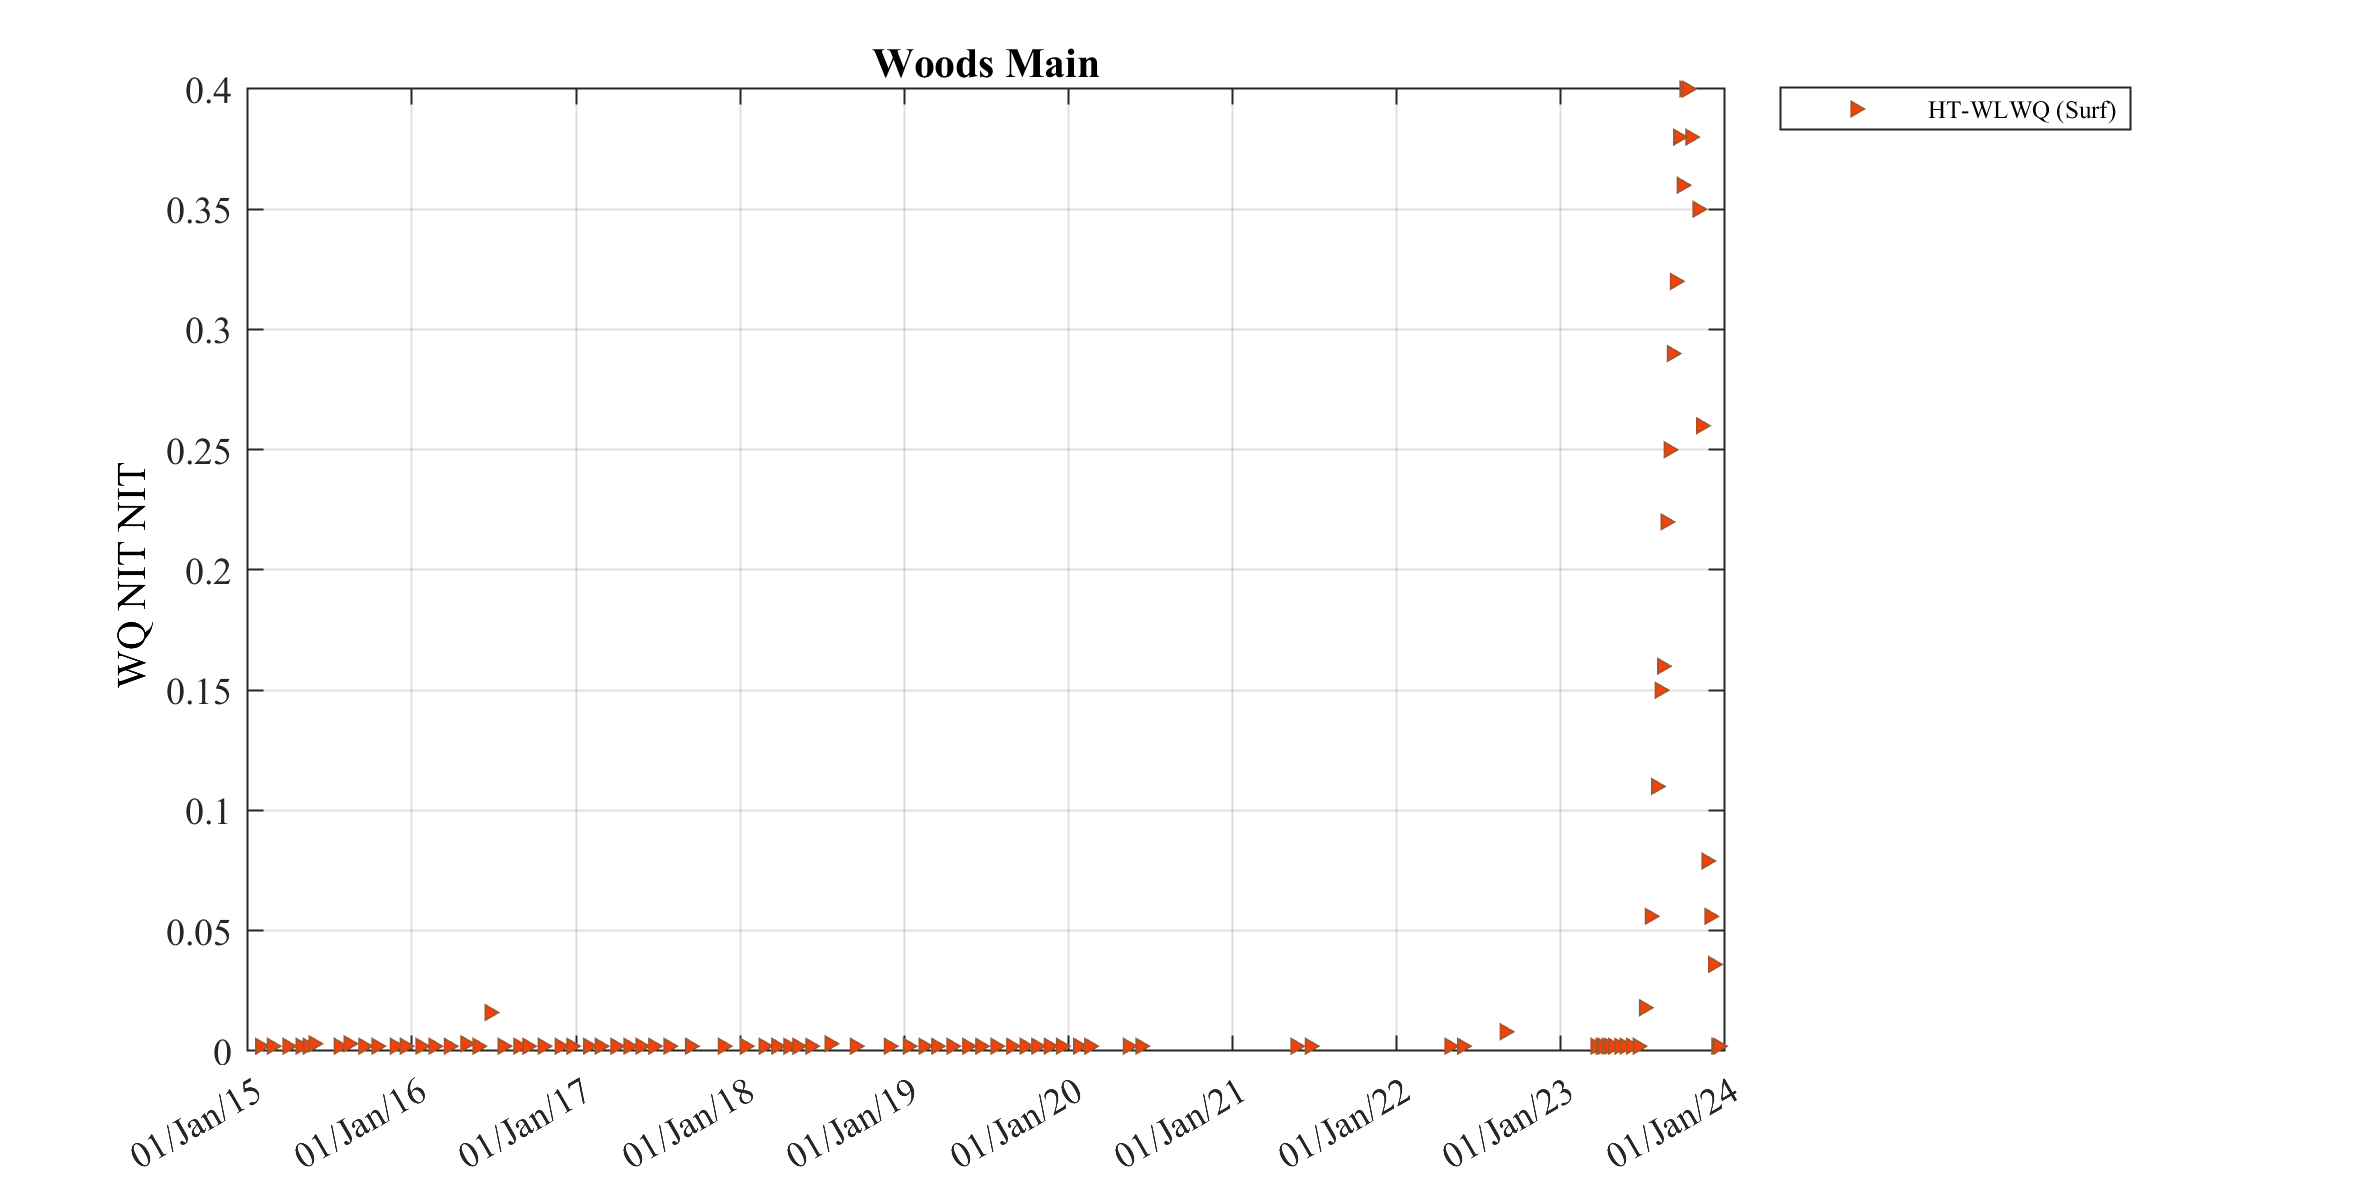 Woods Main
HT-WLWQ (Surf)
WQ NIT NIT
0.4
0.35
0.3
0.25
0.2
0.15
0.1
0.05
0
01/Jan/15
01/Jan/16
01/Jan/17
01/Jan/18
01/Jan/19
01/Jan/20
01/Jan/21
01/Jan/22
01/Jan/23
01/Jan/24